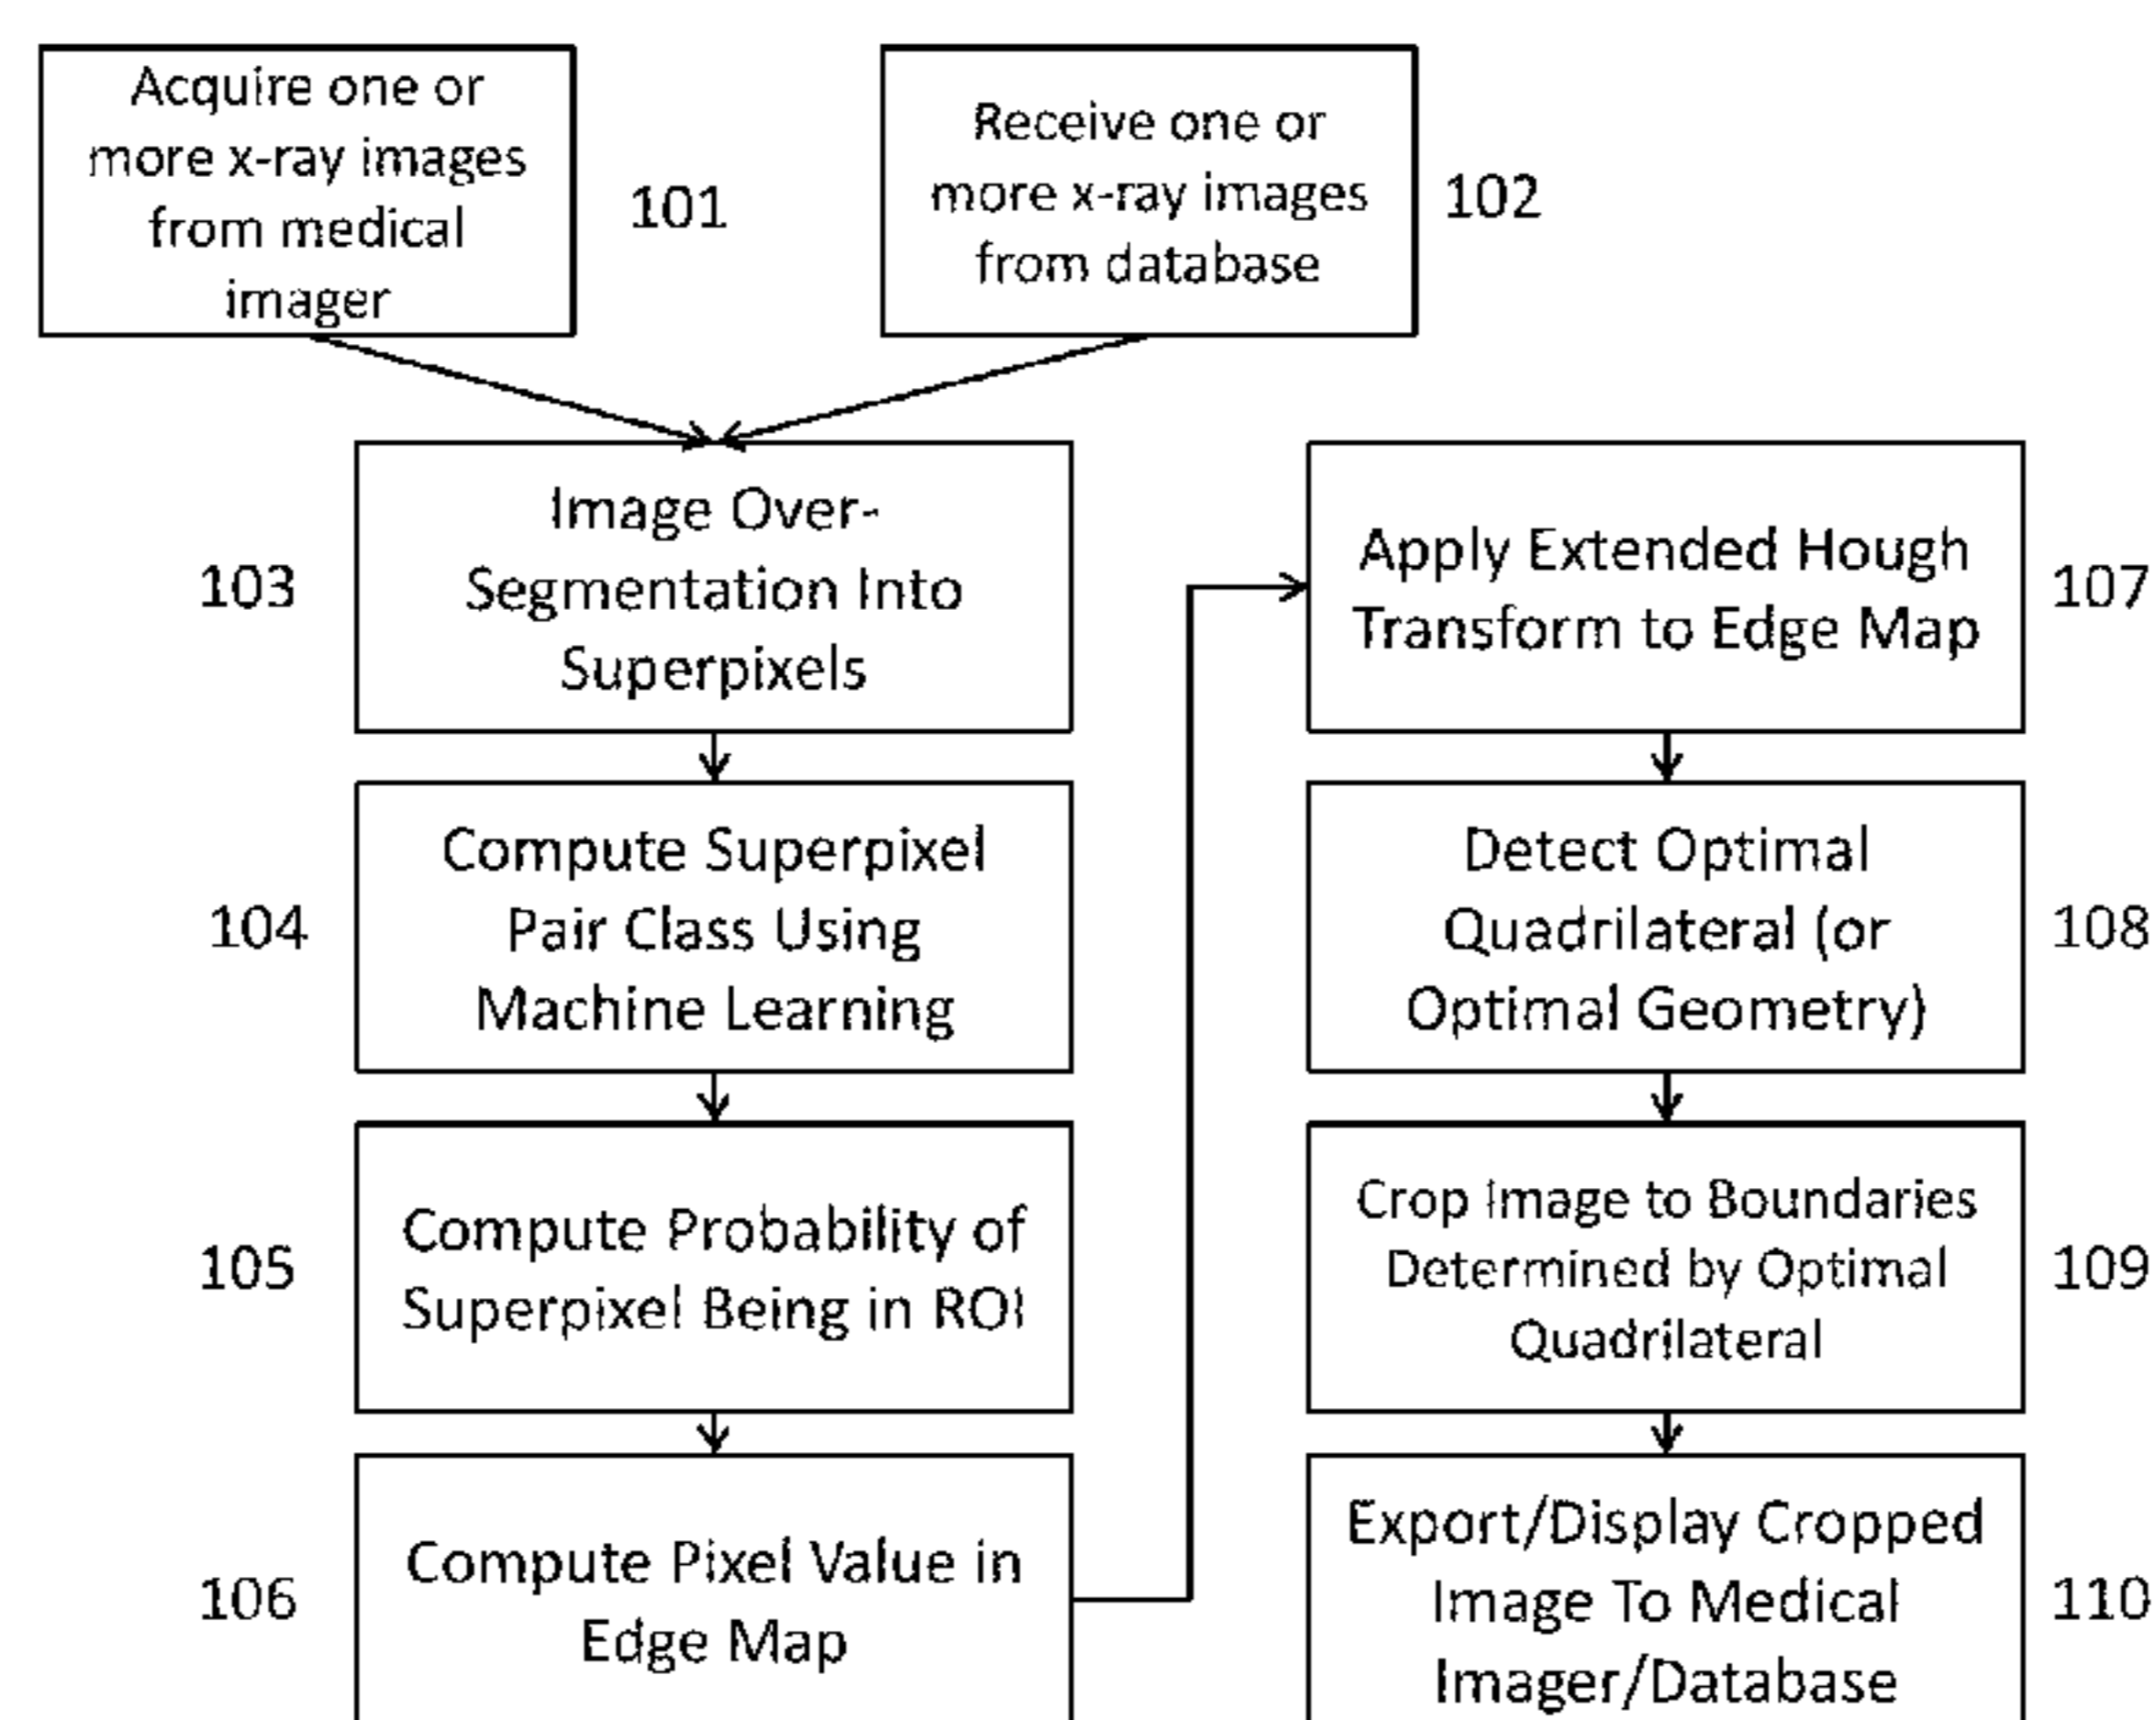 Acquire one or
more x-ray images
from medical
imager
101
Receive one or
more x-ray images
from database
102
103
Image Over-
Segmentation Into
Superpixels
104
Compute Superpixel
Pair Class Using
Machine Learning
105
Compute Probability of
Superpixel Being in ROI
106
Compute Pixel Value in
Edge Map
Apply Extended Hough
Transform to Edge Map
107
Detect Optimal
Quadrilateral (or
Optimal Geometry)
108
Crop Image to Boundaries
Determined by Optimal
Quadrilateral
109
Export/Display Cropped
Image To Medical
Imager/Database
110